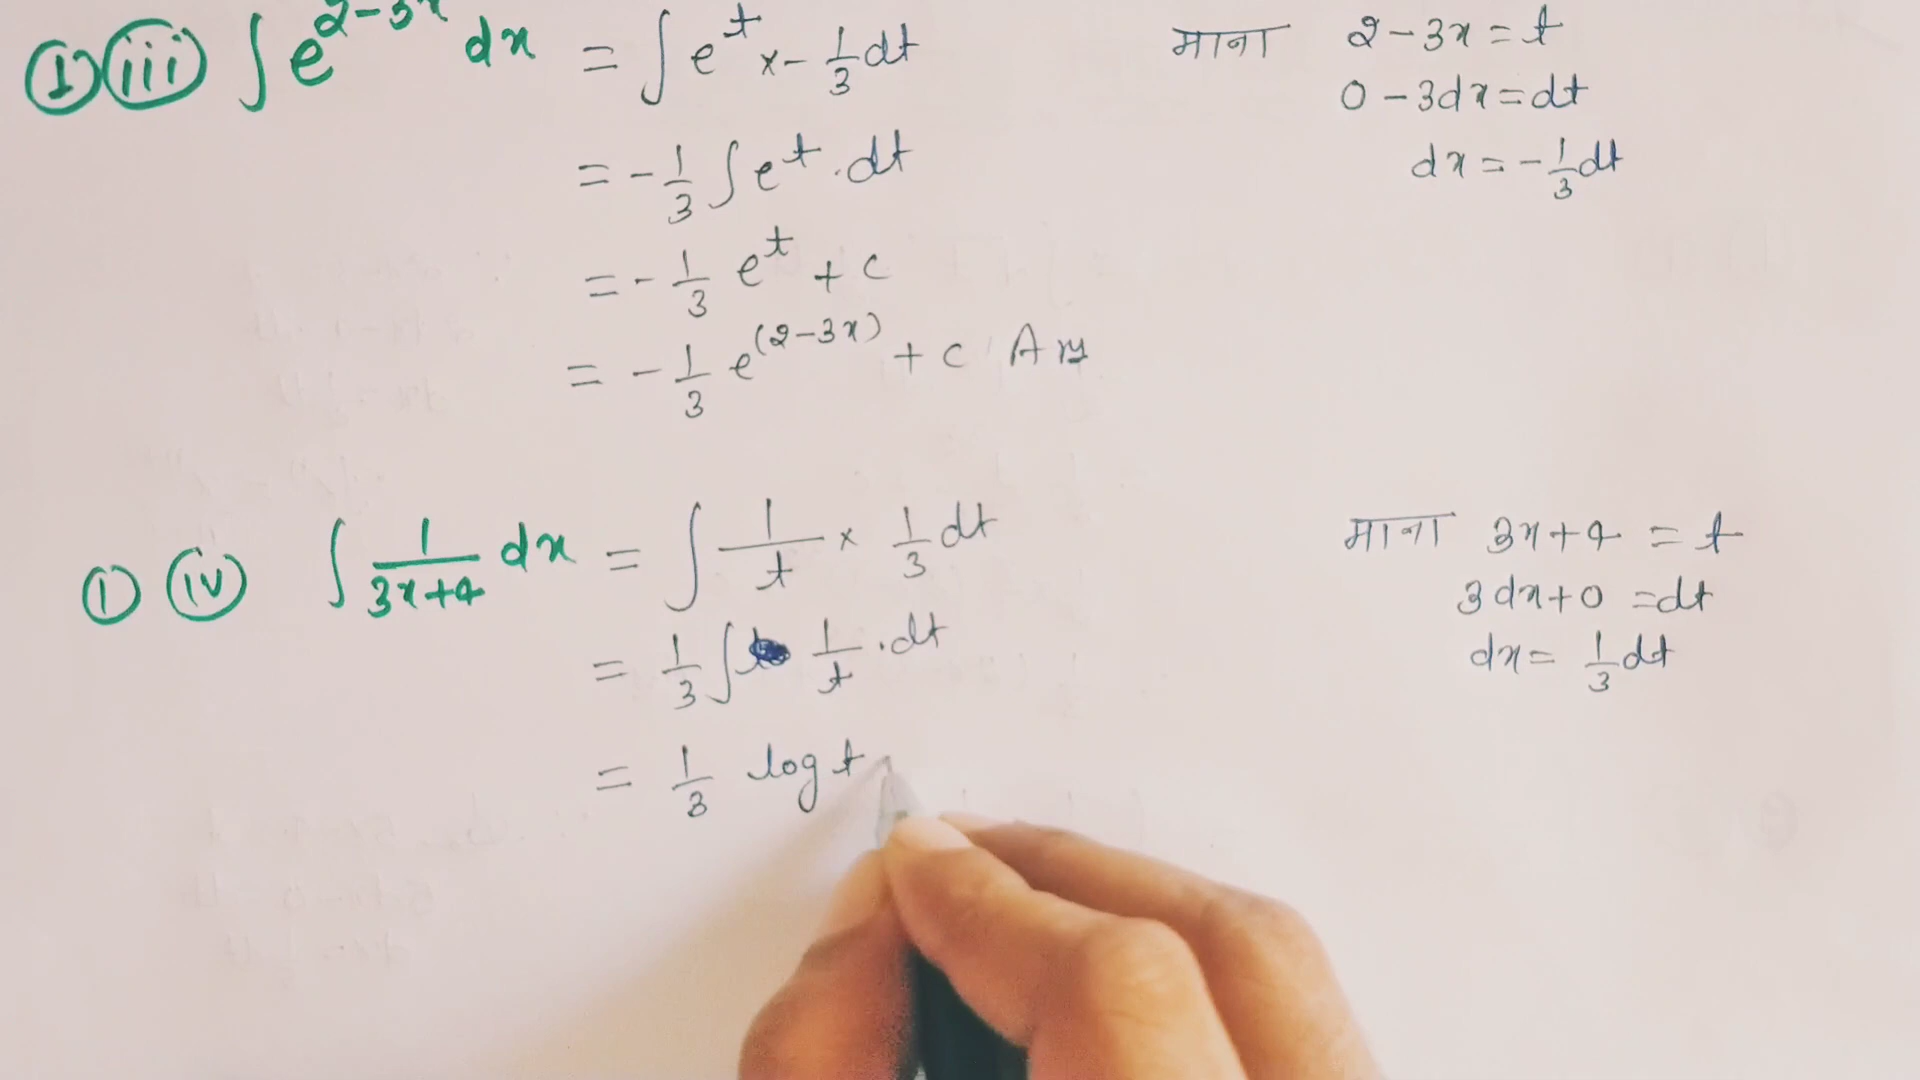 (I) (iii) ∫ e^(2-3x) dx = ∫ e^t × - 1/3 dt माना 2-3x = t
0 - 3dx = dt
= - 1/3 ∫ e^t . dt dx = - 1/3 dt
= - 1/3 e^t + c
= - 1/3 e^(2-3x) + c Ans
(I) (iv) ∫ 1/(3x+4) dx = ∫ 1/t × 1/3 dt माना 3x+4 = t
3dx+0 = dt
= 1/3 ∫ 1/t . dt dx = 1/3 dt
= 1/3 log t